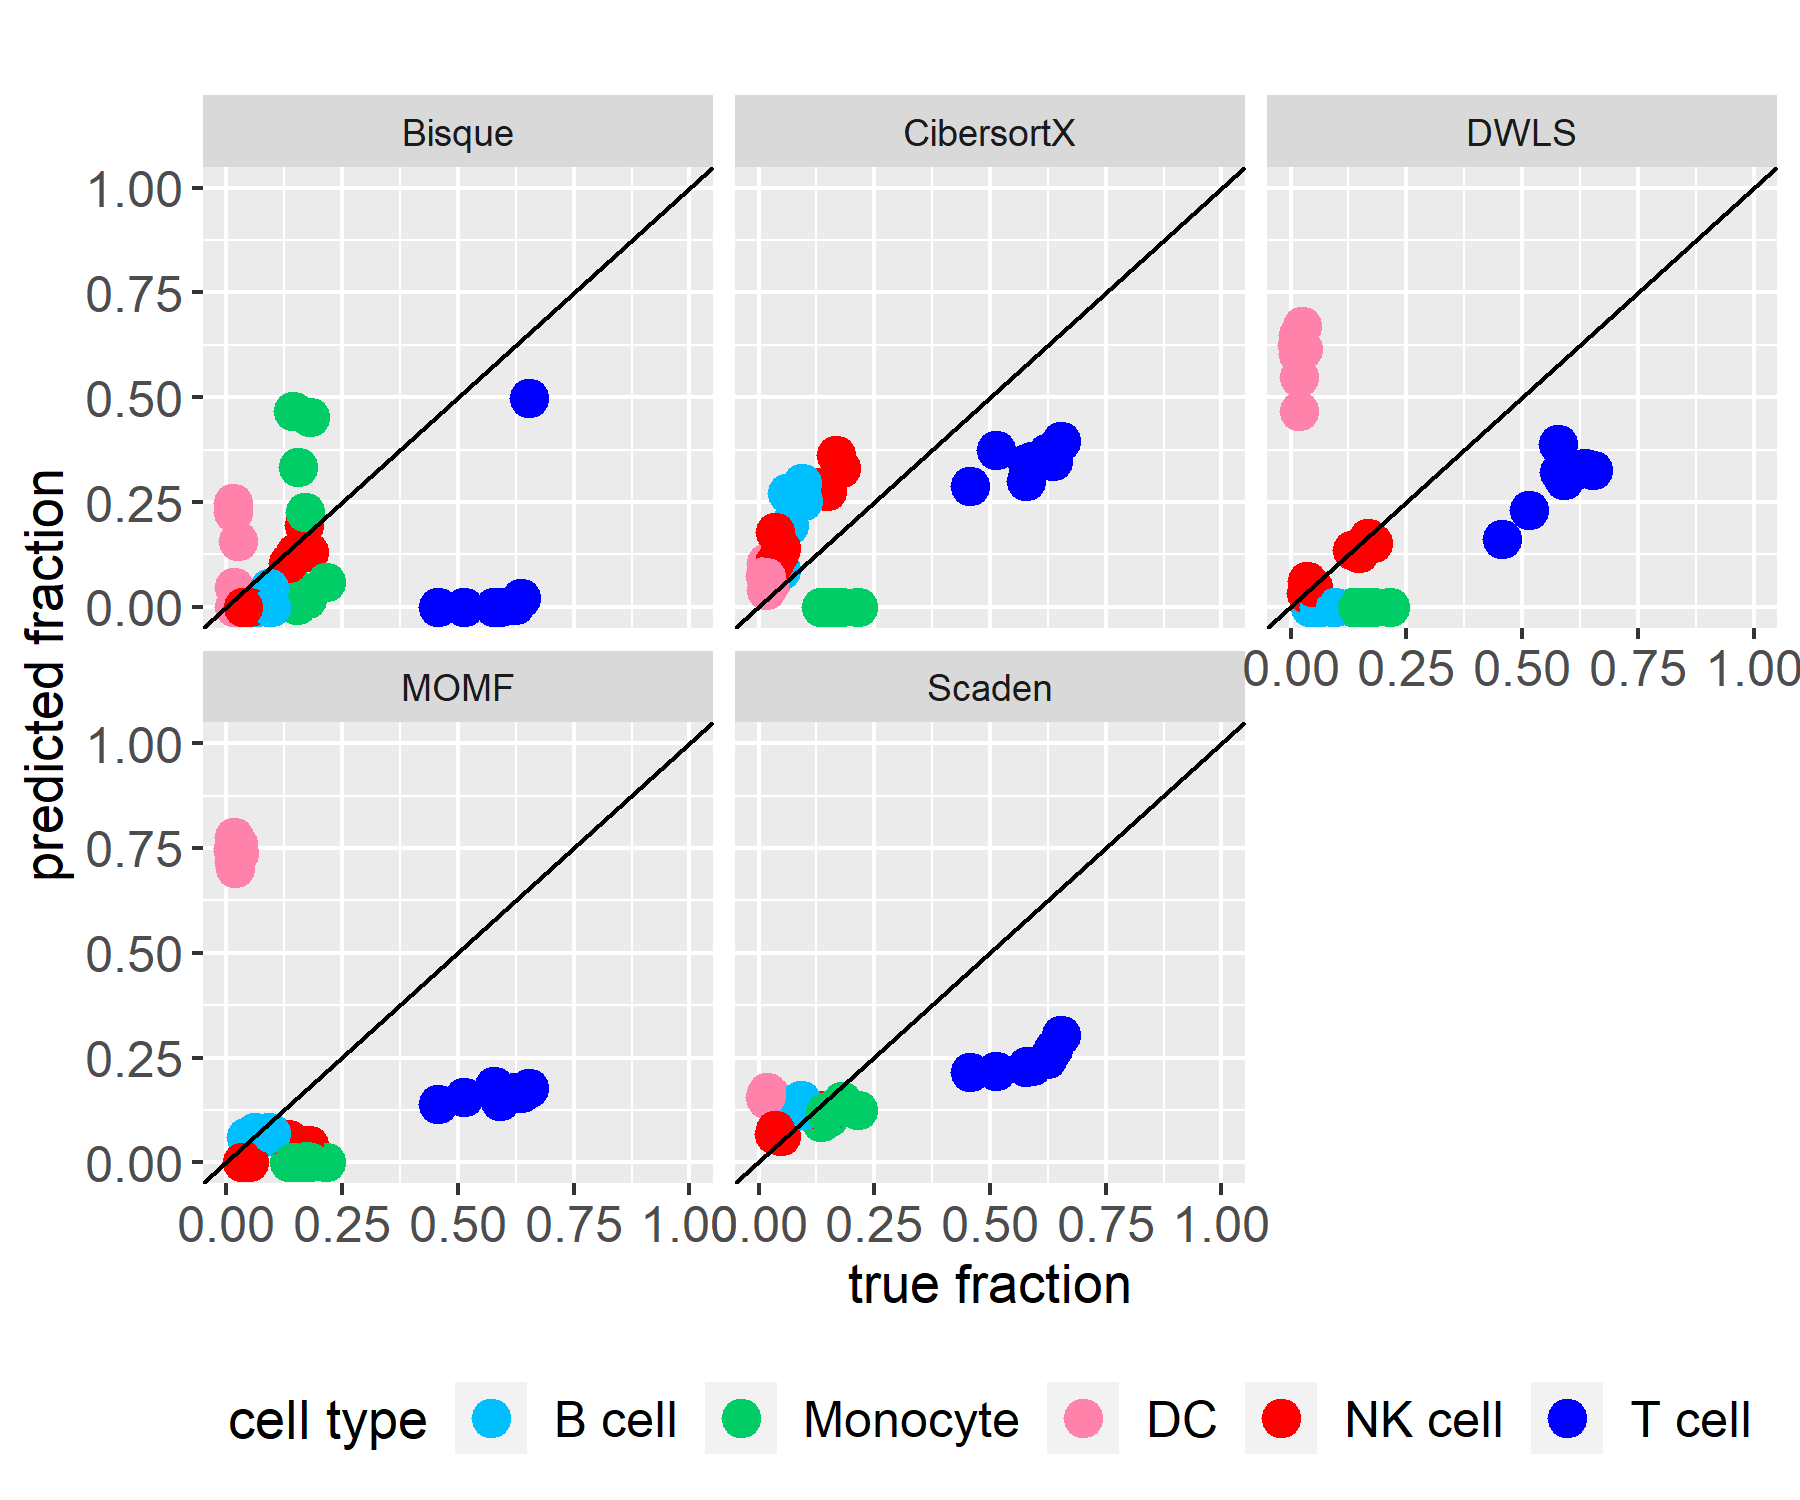 Bisque CibersortX DWLS
1.00
0.75
0.50
0.25
0.00
0.00 0.25 0.50 0.75 1.00
MOMF Scaden
1.00
0.75
0.50
0.25
0.00
0.00 0.25 0.50 0.75 1.00 0.00 0.25 0.50 0.75 1.00
predicted fraction
true fraction
cell type B cell Monocyte DC NK cell T cell